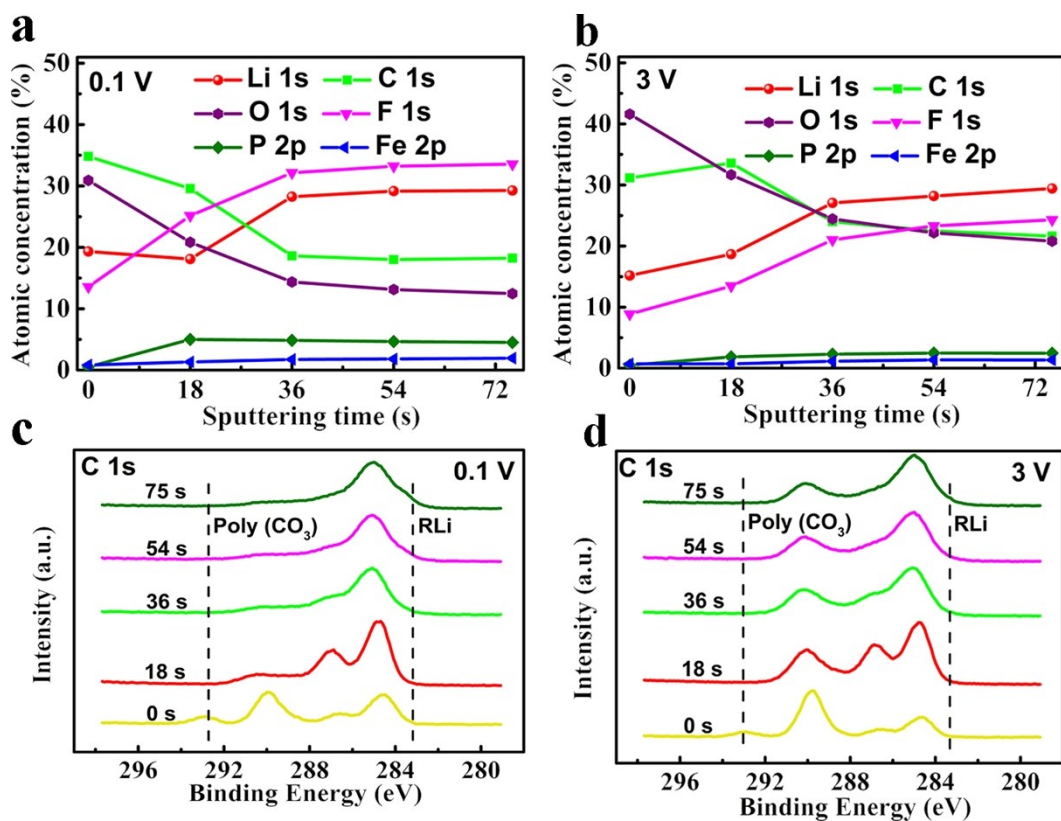 a
50
40
30
20
10
0
Atomic concentration (%)
0.1 V
Li 1s
C 1s
O 1s
F 1s
P 2p
Fe 2p
0 18 36 54 72
Sputtering time (s)
b
50
40
30
20
10
0
Atomic concentration (%)
3 V
Li 1s
C 1s
O 1s
F 1s
P 2p
Fe 2p
0 18 36 54 72
Sputtering time (s)
c
C 1s
0.1 V
75 s
Poly (CO₃)
RLi
54 s
36 s
18 s
0 s
Intensity (a.u.)
296 292 288 284 280
Binding Energy (eV)
d
C 1s
3 V
75 s
Poly (CO₃)
RLi
54 s
36 s
18 s
0 s
Intensity (a.u.)
296 292 288 284 280
Binding Energy (eV)